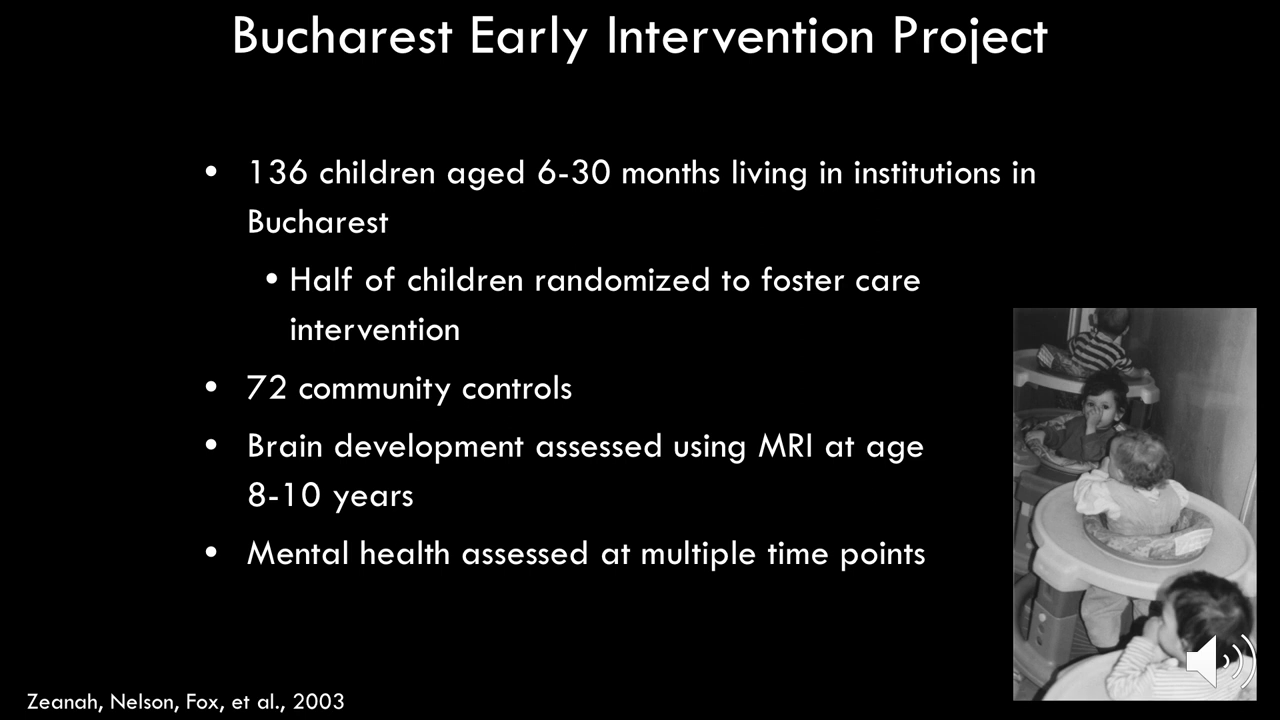 Bucharest Early Intervention Project
• 136 children aged 6-30 months living in institutions in
Bucharest
• Half of children randomized to foster care
intervention
• 72 community controls
• Brain development assessed using MRI at age
8-10 years
• Mental health assessed at multiple time points
Zeanah, Nelson, Fox, et al., 2003